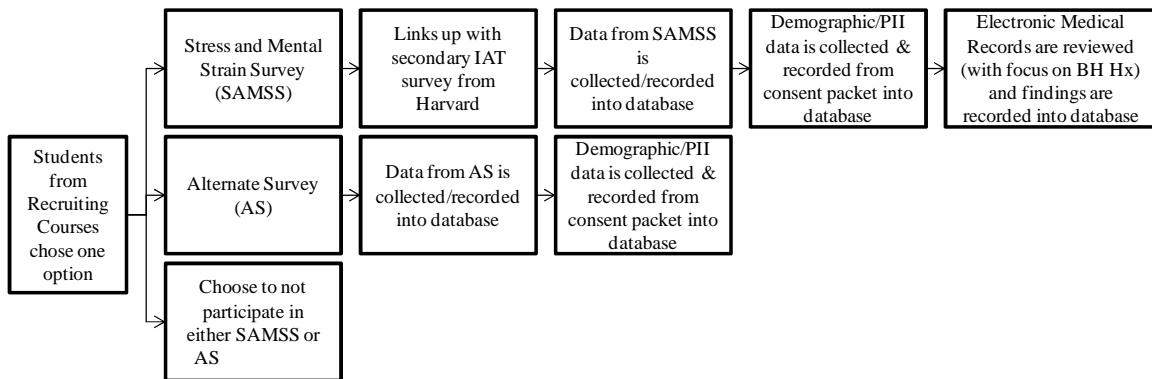 Students
from
Recruiting
Courses
chose one
option
Stress and Mental
Strain Survey
(SAMSS)
Links up with
secondary IAT
survey from
Harvard
Data from SAMSS
is
collected/recorded
into database
Demographic/PII
data is collected &
recorded from
consent packet into
database
Electronic Medical
Records are reviewed
(with focus on BH Hx)
and findings are
recorded into database
Alternate Survey
(AS)
Data from AS is
collected/recorded
into database
Demographic/PII
data is collected &
recorded from
consent packet into
database
Choose to not
participate in
either SAMSS or
AS